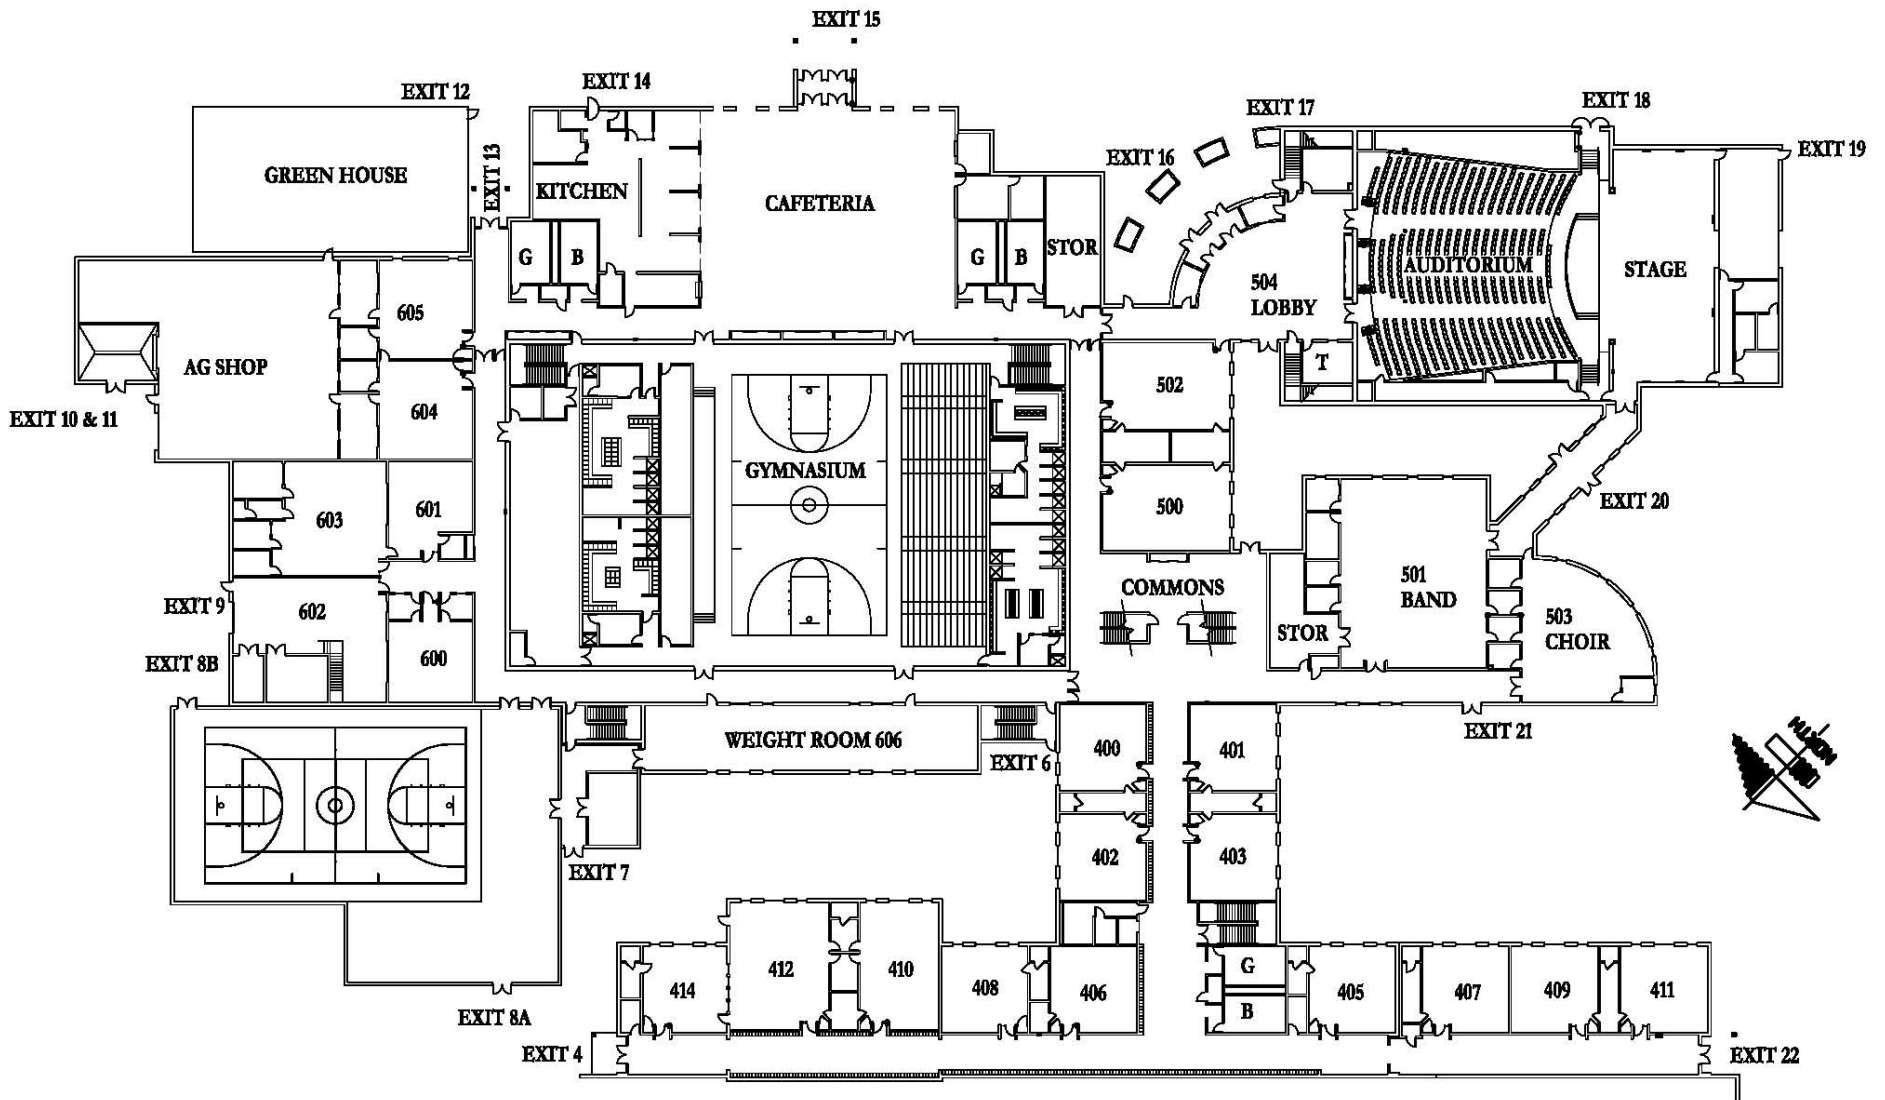 EXIT 15
EXIT 14
EXIT 12
EXIT 17
EXIT 18
EXIT 19
EXIT 16
EXIT 13
GREEN HOUSE
KITCHEN
CAFETERIA
G
B
G
B
STOR
504
LOBBY
AUDITORIUM
STAGE
605
AG SHOP
604
502
T
EXIT 10 & 11
GYMNASIUM
603
601
500
EXIT 20
COMMONS
501
BAND
EXIT 9
602
503
CHOIR
STOR
EXIT 8B
600
EXIT 21
WEIGHT ROOM 606
EXIT 6
400
401
NORTH
402
403
EXIT 7
414
412
410
408
406
G
B
405
407
409
411
EXIT 8A
EXIT 4
EXIT 22